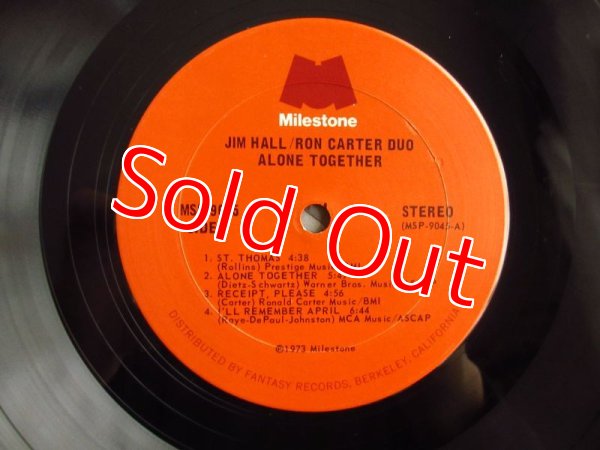 Milestone
JIM HALL/RON CARTER DUO
ALONE TOGETHER
STEREO
(MSP-9045-A)
Sold Out
1. ST. THOMAS 4:38
(Rollins) Prestige Music
2. ALONE TOGETHER
(Dietz-Schwartz) Warner Bros.
3. RECEIPT, PLEASE 4:56
(Carter) Ronald Carter Music/BMI
4. I'LL REMEMBER APRIL 6:44
(Raye-DePaul-Johnston) MCA Music/ASCAP
©1973 Milestone
DISTRIBUTED BY FANTASY RECORDS, BERKELEY, CALIFORNIA